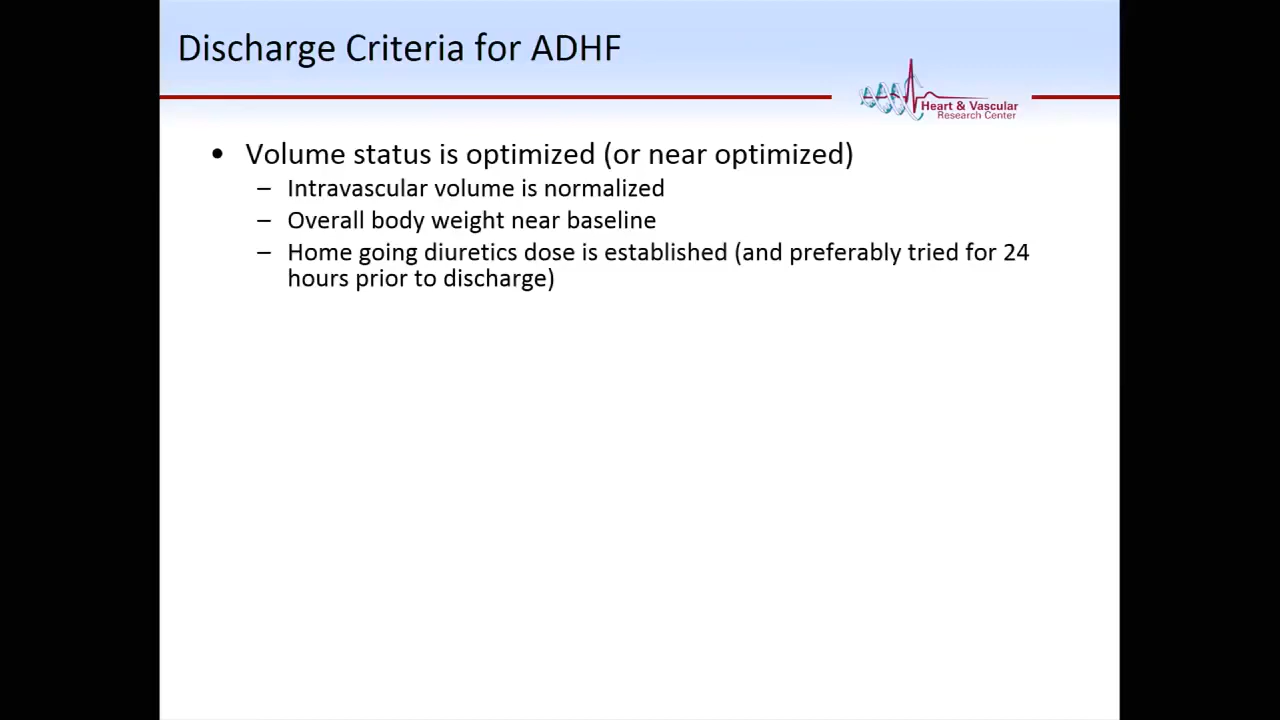 Discharge Criteria for ADHF
Heart & Vascular
Research Center
• Volume status is optimized (or near optimized)
– Intravascular volume is normalized
– Overall body weight near baseline
– Home going diuretics dose is established (and preferably tried for 24
hours prior to discharge)